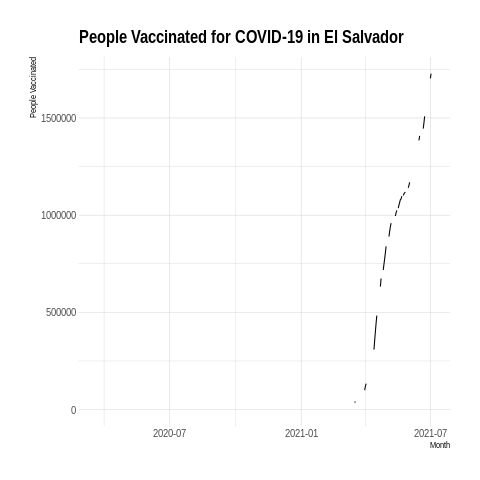 People Vaccinated for COVID-19 in El Salvador
People Vaccinated
1500000
1000000
500000
0
2020-07
2021-01
2021-07
Month